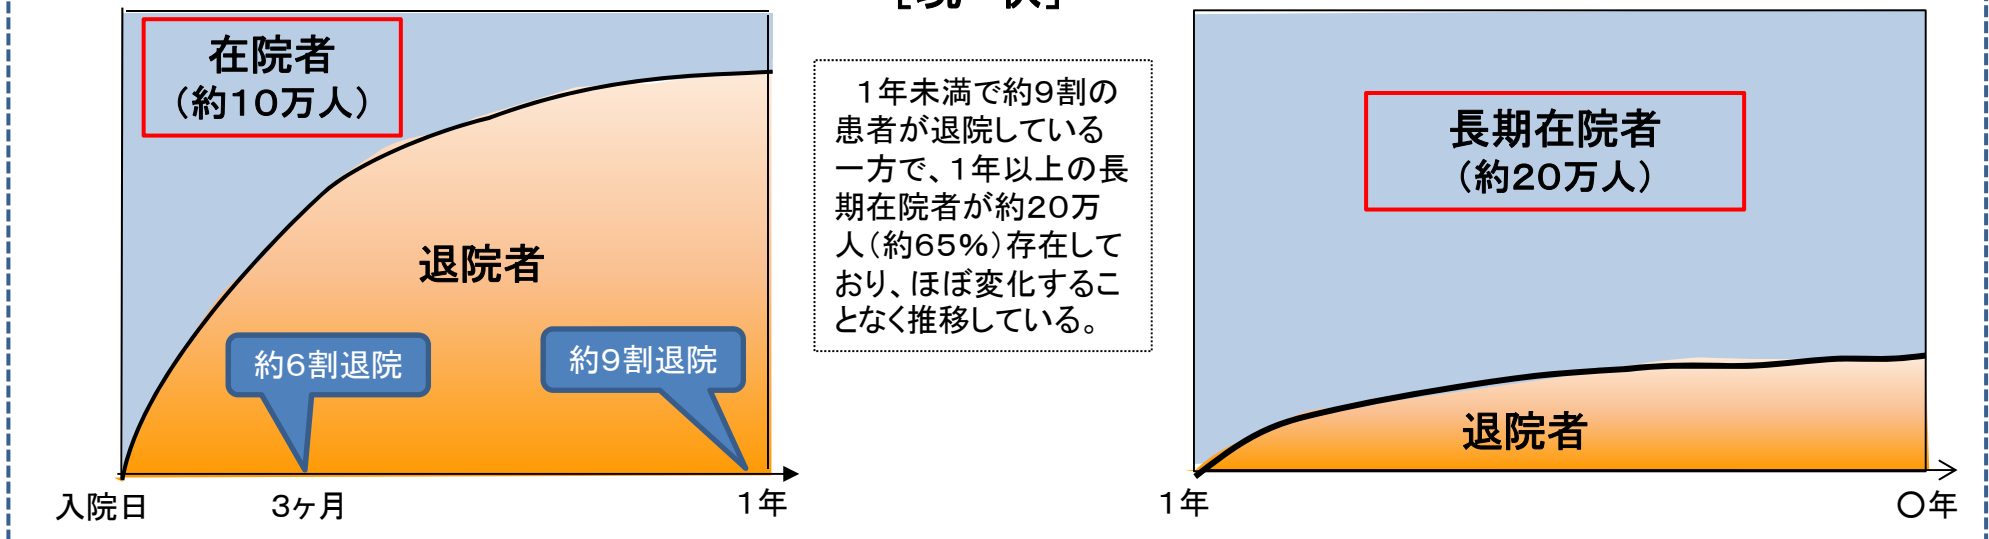 在院者
（約10万人）
退院者
約6割退院
約9割退院
入院日
3ヶ月
1年
1年未満で約9割の
患者が退院している
一方で、1年以上の長
期在院者が約20万
人（約65%）存在して
おり、ほぼ変化するこ
となく推移している。
長期在院者
（約20万人）
退院者
1年
〇年